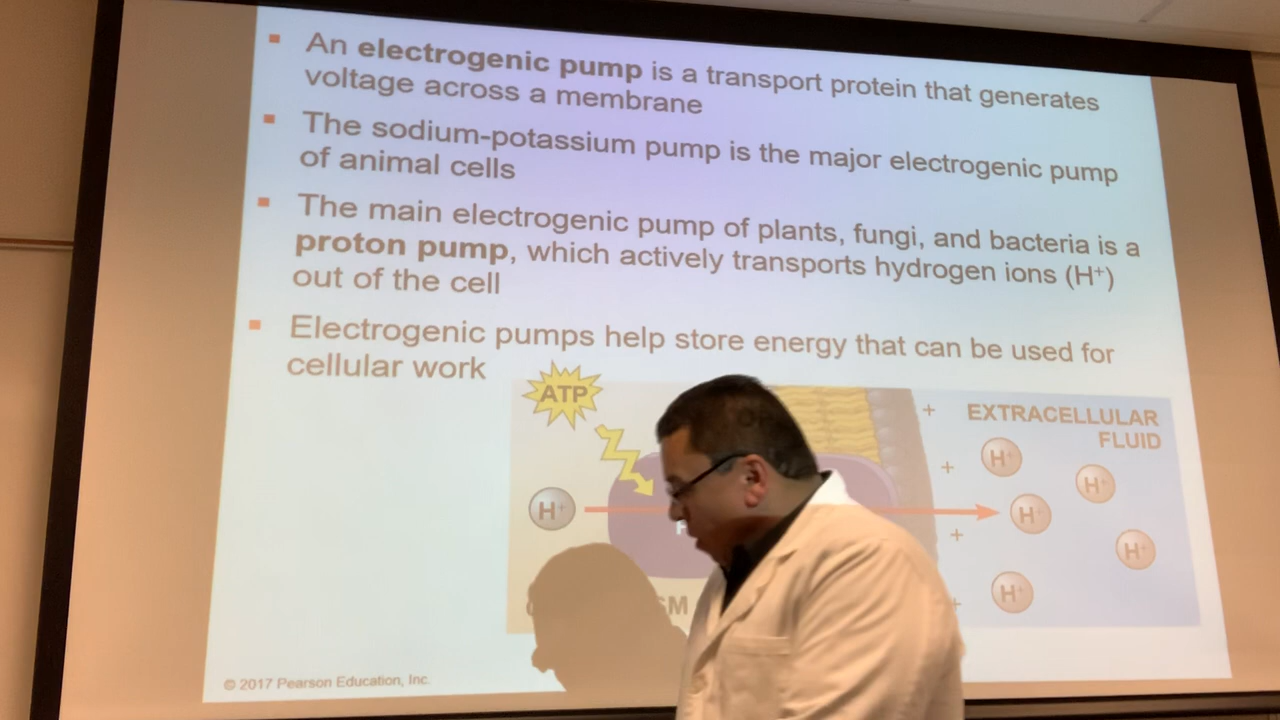 An electrogenic pump is a transport protein that generates
voltage across a membrane
The sodium-potassium pump is the major electrogenic pump
of animal cells
The main electrogenic pump of plants, fungi, and bacteria is a
proton pump, which actively transports hydrogen ions (H⁺)
out of the cell
Electrogenic pumps help store energy that can be used for
cellular work
ATP
+ EXTRACELLULAR
FLUID
+ H⁺
H⁺
H⁺ H⁺
+
H⁺
+ H⁺
© 2017 Pearson Education, Inc.